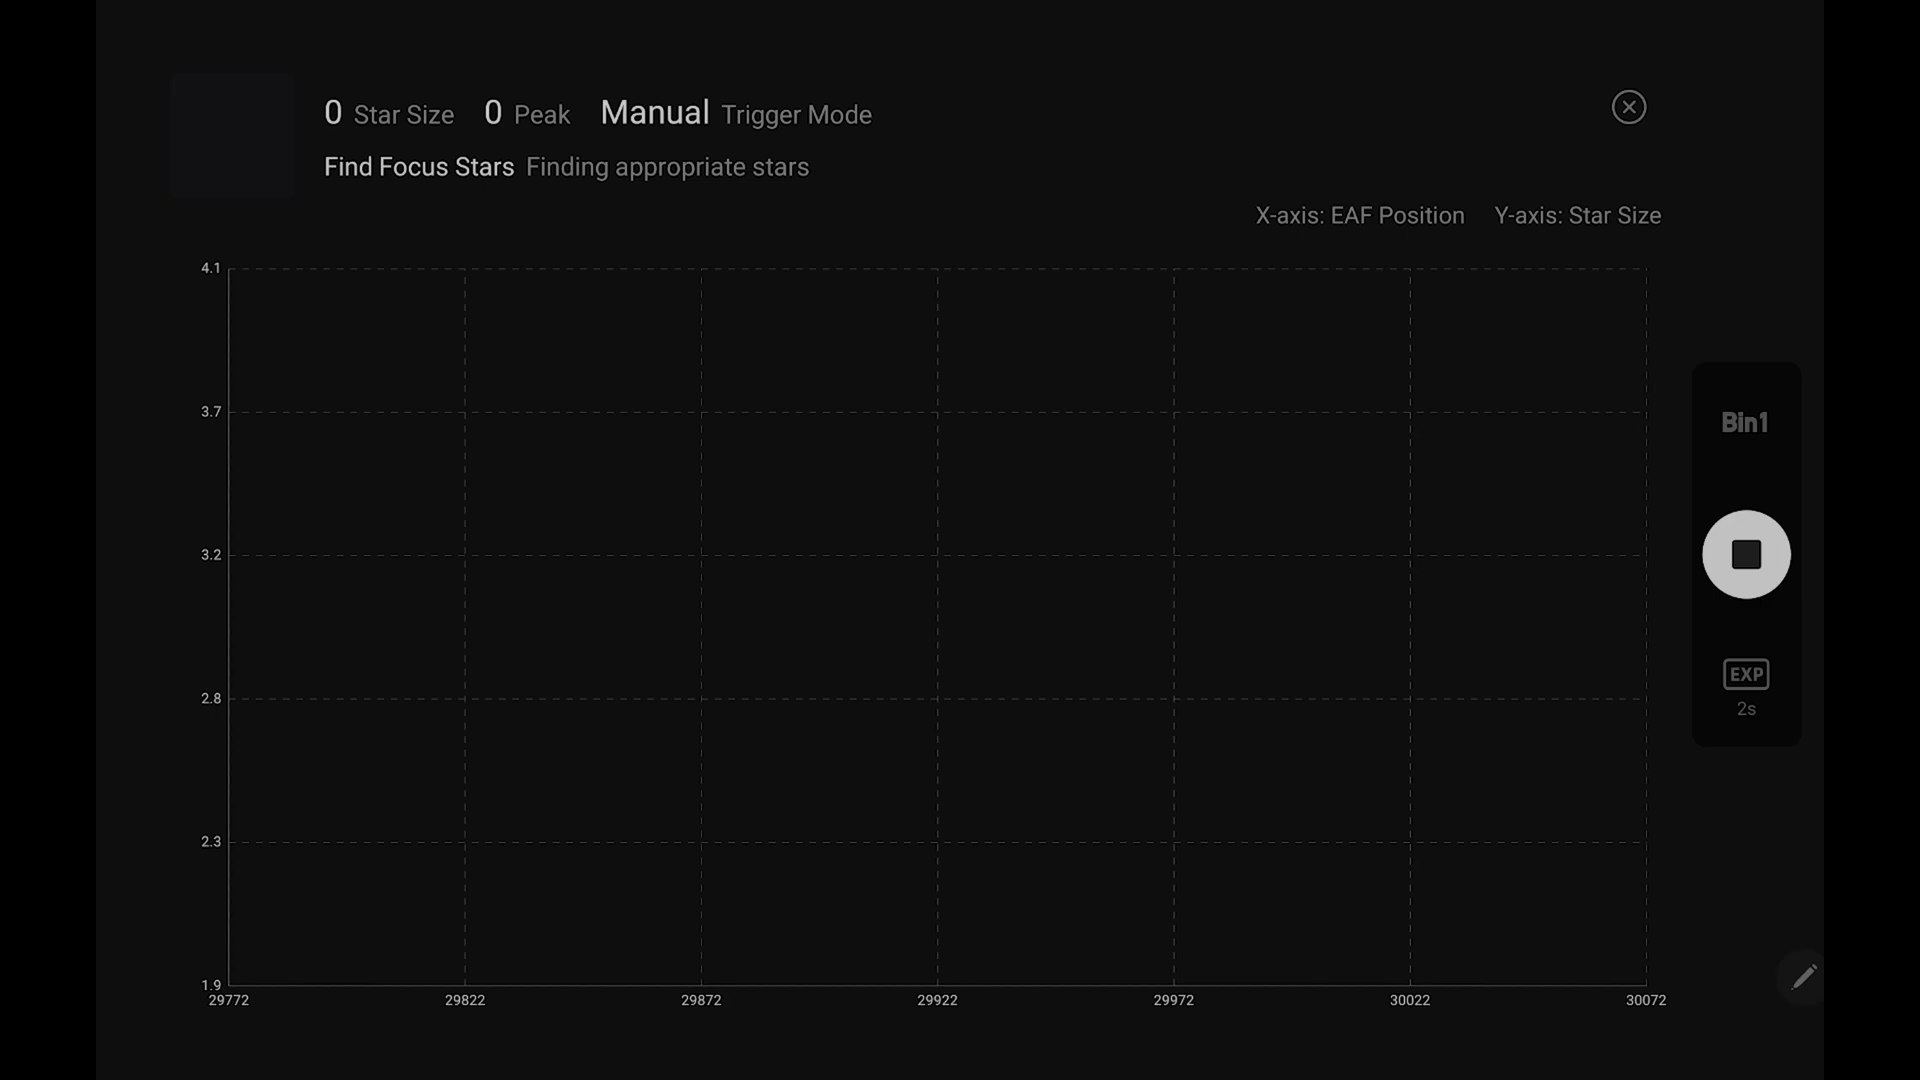 0 Star Size 0 Peak Manual Trigger Mode
Find Focus Stars Finding appropriate stars
X-axis: EAF Position Y-axis: Star Size
4.1
3.7
3.2
2.8
2.3
1.9
29772 29822 29872 29922 29972 30022 30072
Bin1
EXP
2s